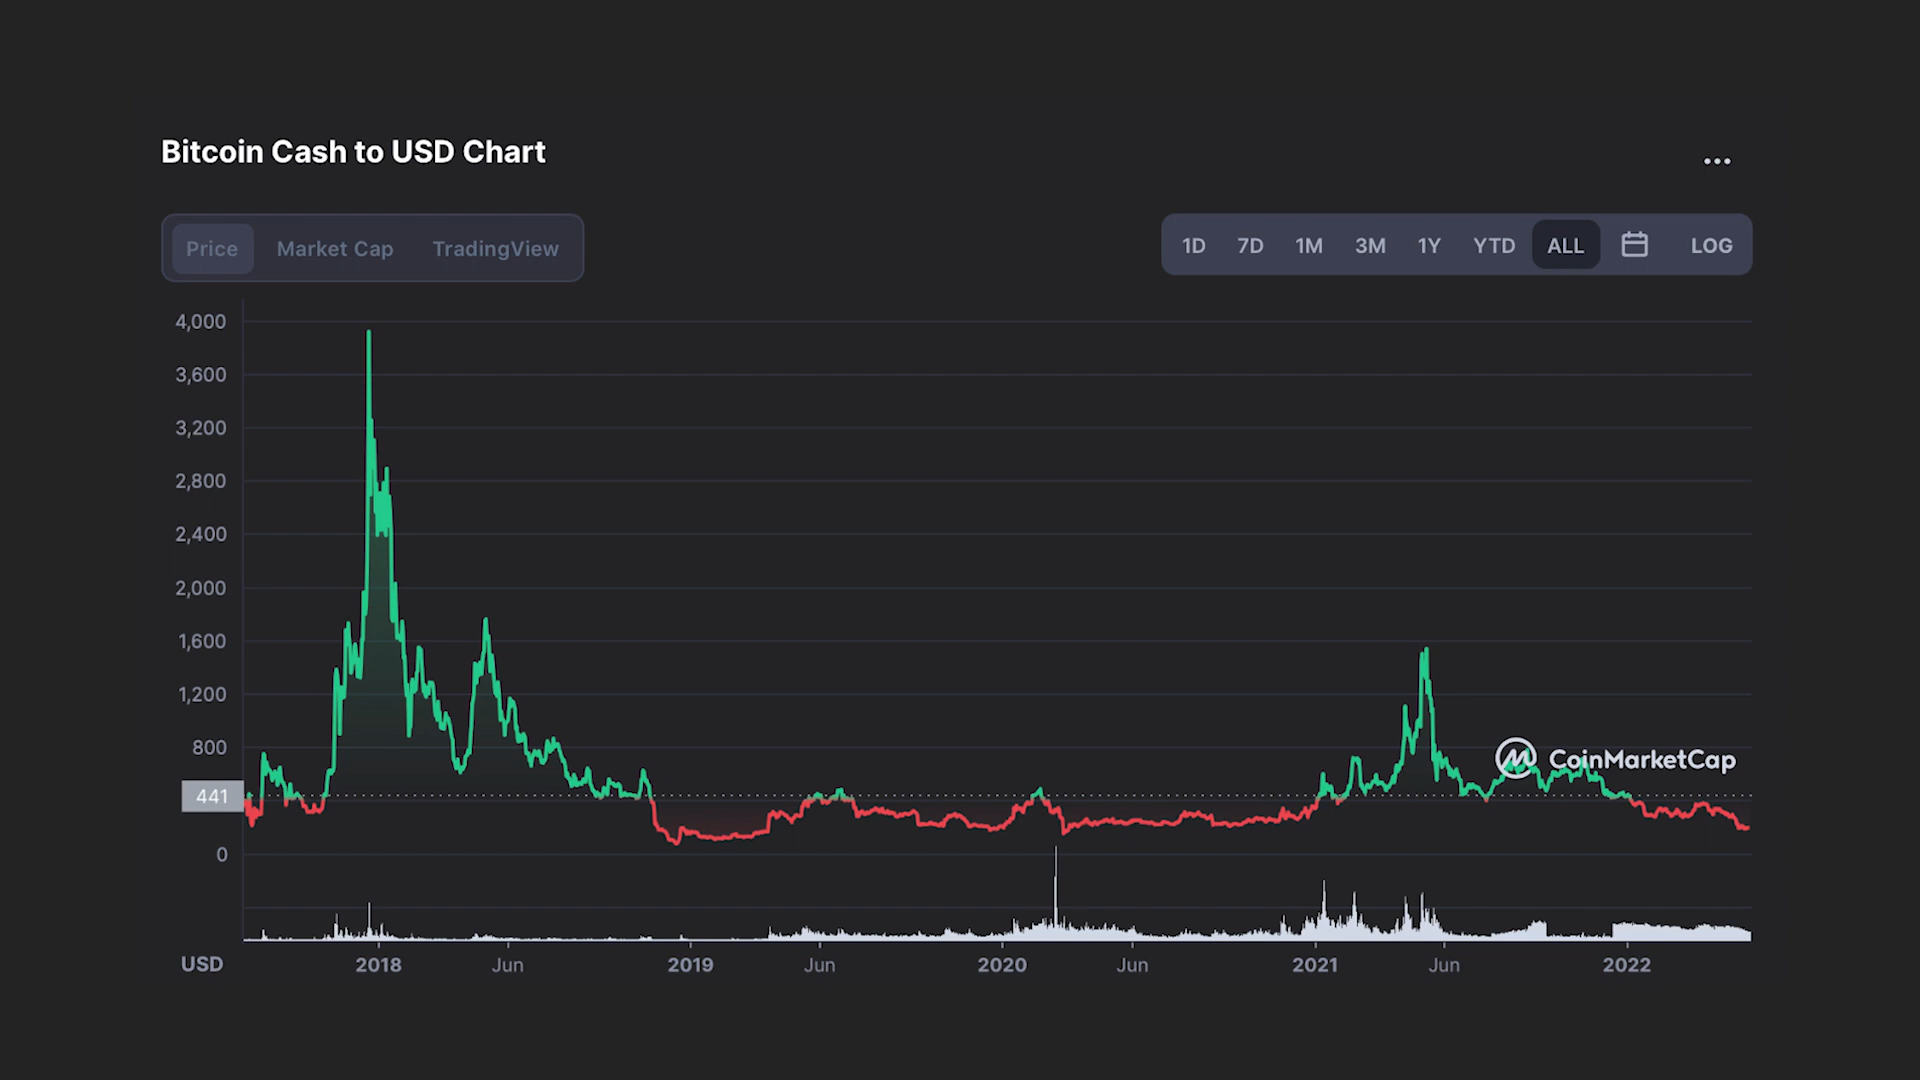 Bitcoin Cash to USD Chart
Price Market Cap TradingView
1D 7D 1M 3M 1Y YTD ALL LOG
4,000
3,600
3,200
2,800
2,400
2,000
1,600
1,200
800
CoinMarketCap
441
0
USD 2018 Jun 2019 Jun 2020 Jun 2021 Jun 2022